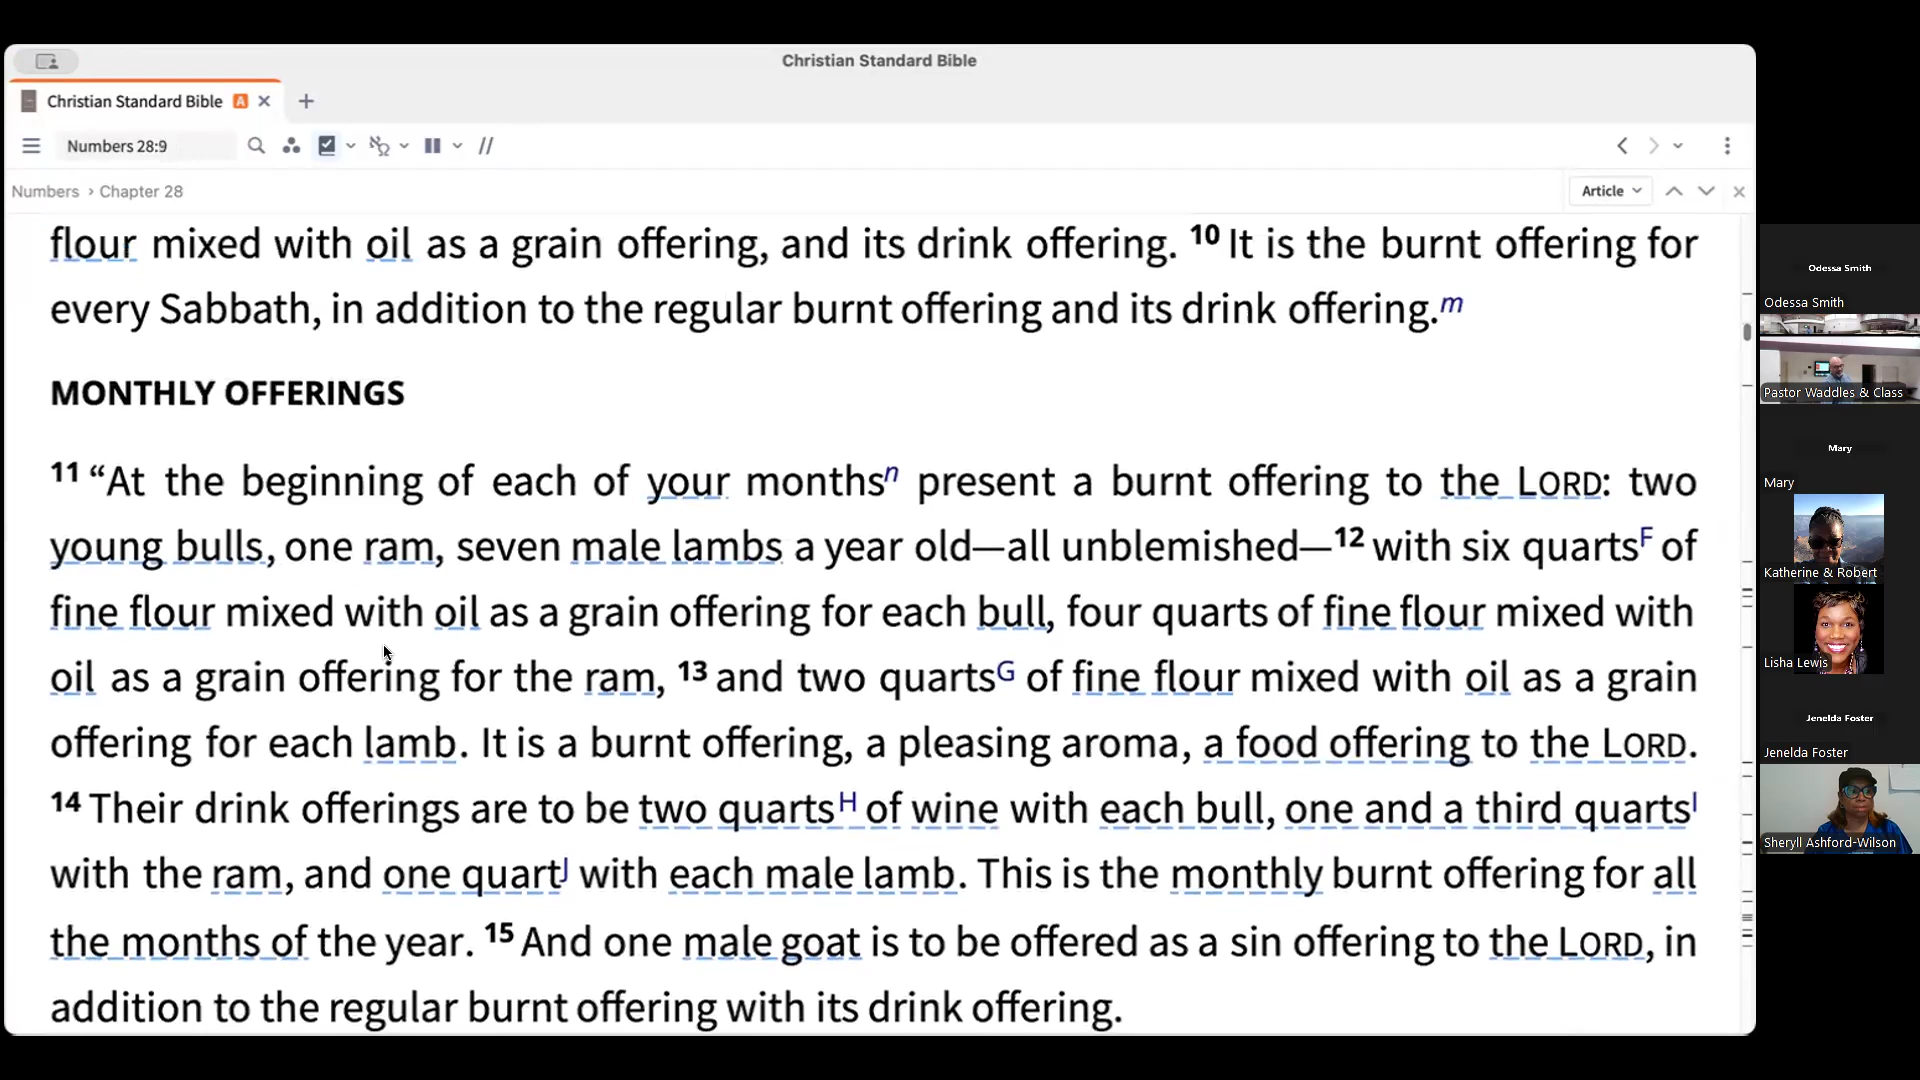 Christian Standard Bible
Christian Standard Bible A
Numbers 28:9
Numbers › Chapter 28
Article
flour mixed with oil as a grain offering, and its drink offering. 10 It is the burnt offering for
every Sabbath, in addition to the regular burnt offering and its drink offering.m
MONTHLY OFFERINGS
11 “At the beginning of each of your monthsn present a burnt offering to the LORD: two
young bulls, one ram, seven male lambs a year old—all unblemished—12 with six quartsF of
fine flour mixed with oil as a grain offering for each bull, four quarts of fine flour mixed with
oil as a grain offering for the ram, 13 and two quartsG of fine flour mixed with oil as a grain
offering for each lamb. It is a burnt offering, a pleasing aroma, a food offering to the LORD.
14 Their drink offerings are to be two quartsH of wine with each bull, one and a third quartsI
with the ram, and one quartJ with each male lamb. This is the monthly burnt offering for all
the months of the year. 15 And one male goat is to be offered as a sin offering to the LORD, in
addition to the regular burnt offering with its drink offering.
Odessa Smith
Odessa Smith
Pastor Waddles & Class
Mary
Mary
Katherine & Robert
Lisha Lewis
Jenelda Foster
Jenelda Foster
Sheryll Ashford-Wilson